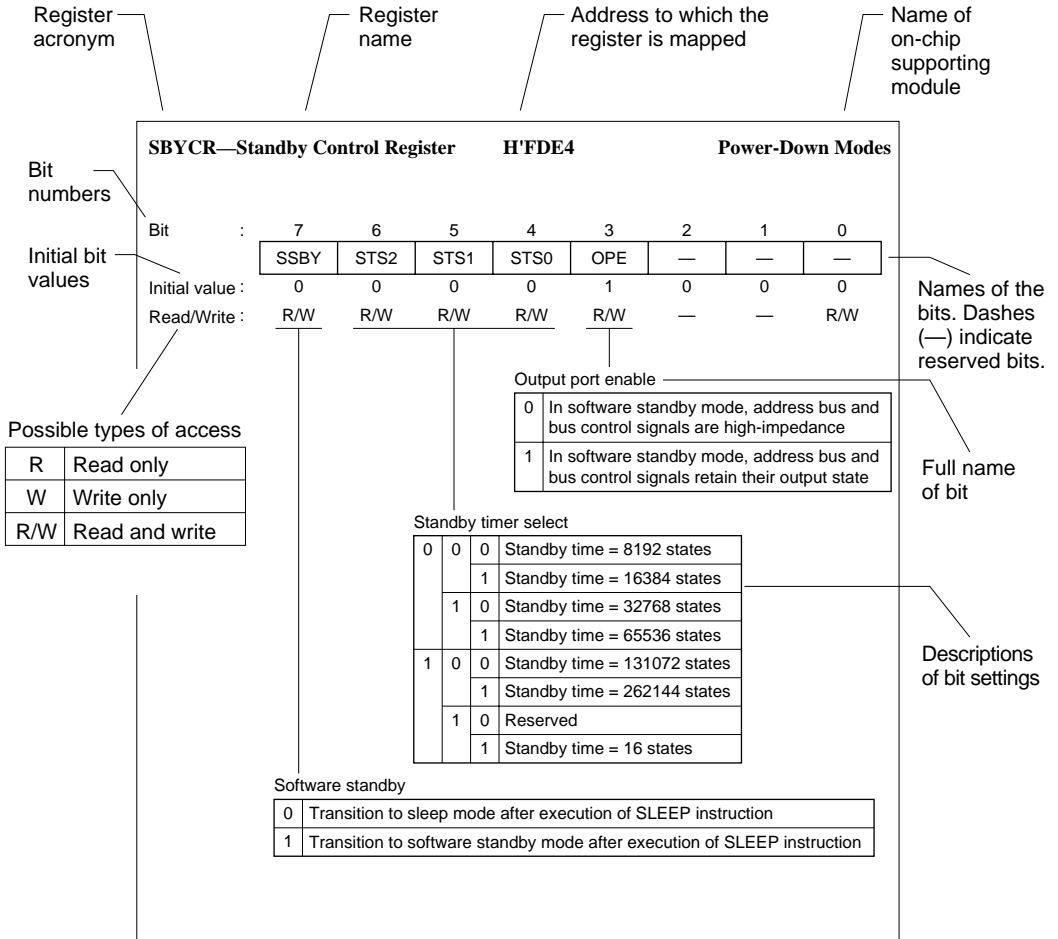 Register acronym
Register name
Address to which the register is mapped
Name of on-chip supporting module
SBYCR—Standby Control Register H'FDE4 Power-Down Modes
Bit numbers
Bit : 7 6 5 4 3 2 1 0
Initial bit values
SSBY STS2 STS1 STS0 OPE — — —
Initial value : 0 0 0 0 1 0 0 0
Read/Write : R/W R/W R/W R/W R/W — — R/W
Names of the bits. Dashes (—) indicate reserved bits.
Possible types of access
R Read only
W Write only
R/W Read and write
Output port enable
0 In software standby mode, address bus and bus control signals are high-impedance
1 In software standby mode, address bus and bus control signals retain their output state
Full name of bit
Standby timer select
0 0 0 Standby time = 8192 states
1 Standby time = 16384 states
1 0 Standby time = 32768 states
1 Standby time = 65536 states
1 0 0 Standby time = 131072 states
1 Standby time = 262144 states
1 0 Reserved
1 Standby time = 16 states
Descriptions of bit settings
Software standby
0 Transition to sleep mode after execution of SLEEP instruction
1 Transition to software standby mode after execution of SLEEP instruction